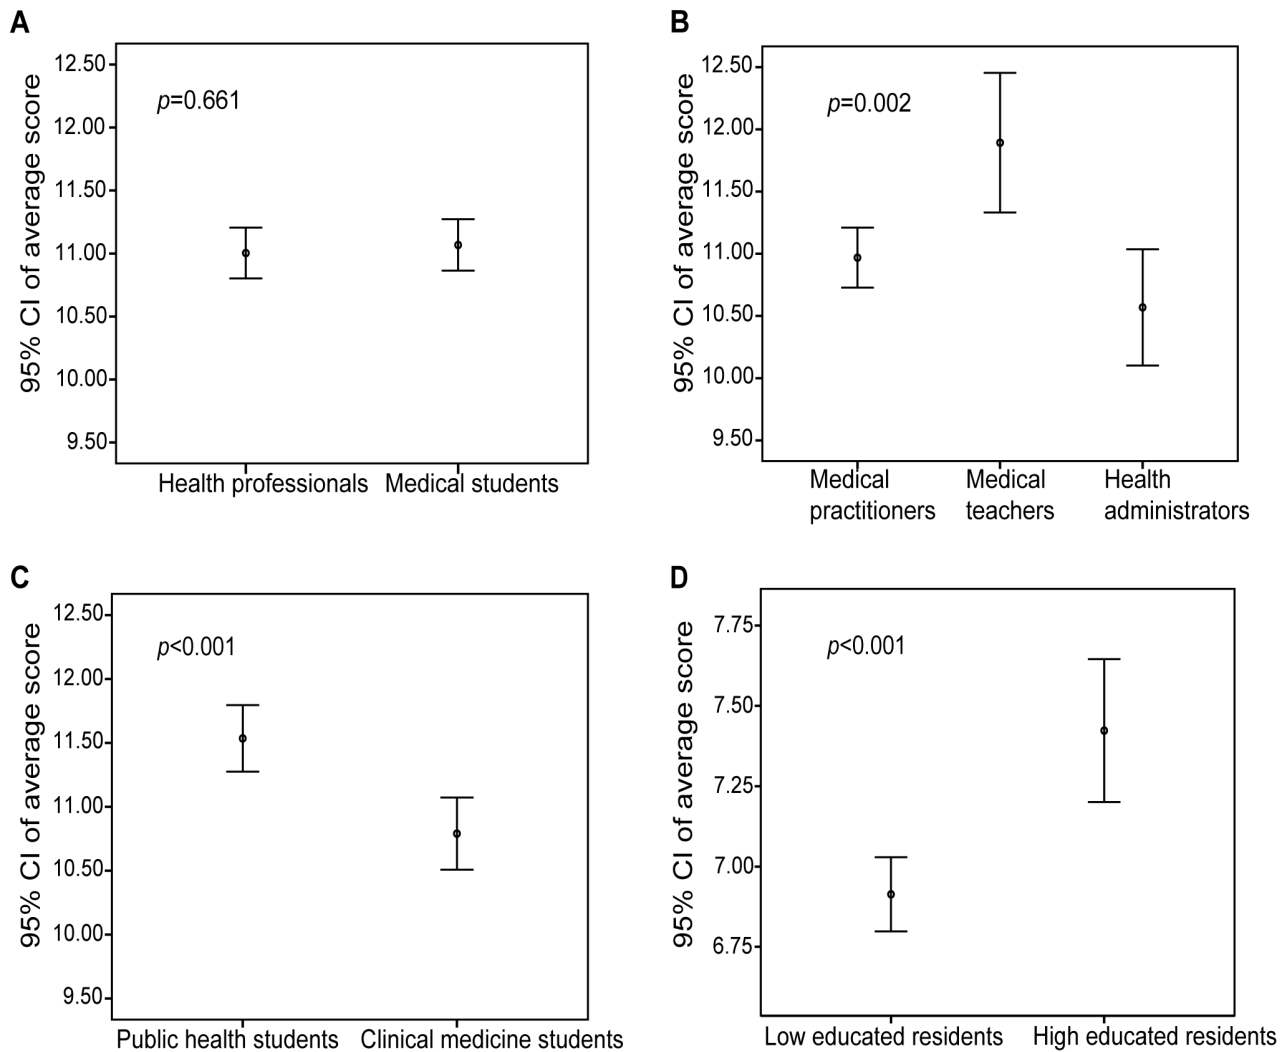 A
95% CI of average score
12.50
12.00
11.50
11.00
10.50
10.00
9.50
p=0.661
Health professionals
Medical students
B
95% CI of average score
12.50
12.00
11.50
11.00
10.50
10.00
9.50
p=0.002
Medical
practitioners
Medical
teachers
Health
administrators
C
95% CI of average score
12.50
12.00
11.50
11.00
10.50
10.00
9.50
p<0.001
Public health students
Clinical medicine students
D
95% CI of average score
7.75
7.50
7.25
7.00
6.75
p<0.001
Low educated residents
High educated residents